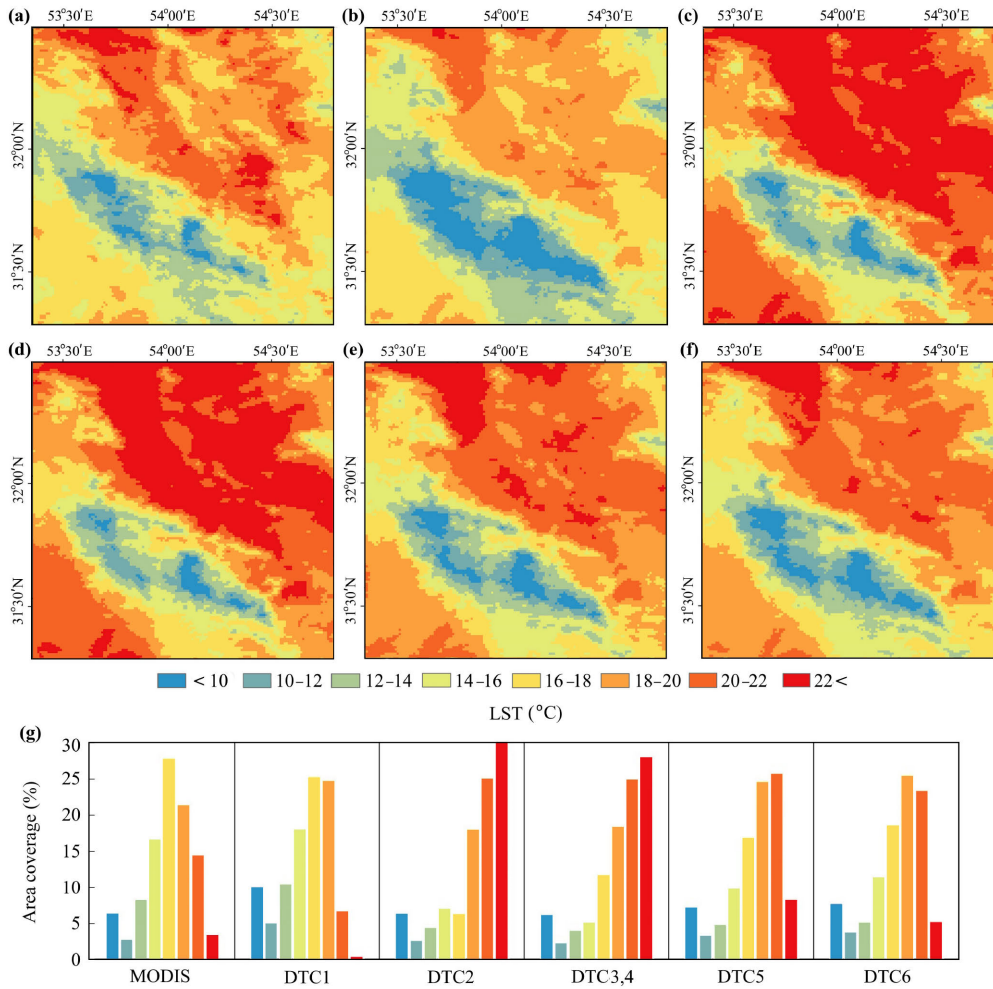 (a) 53°30′E 54°00′E 54°30′E
(b) 53°30′E 54°00′E 54°30′E
(c) 53°30′E 54°00′E 54°30′E
32°00′N
31°30′N
32°00′N
31°30′N
32°00′N
31°30′N
(d) 53°30′E 54°00′E 54°30′E
(e) 53°30′E 54°00′E 54°30′E
(f) 53°30′E 54°00′E 54°30′E
32°00′N
31°30′N
32°00′N
31°30′N
32°00′N
31°30′N
< 10 10–12 12–14 14–16 16–18 18–20 20–22 22<
LST (°C)
(g)
Area coverage (%)
30
25
20
15
10
5
0
MODIS DTC1 DTC2 DTC3,4 DTC5 DTC6